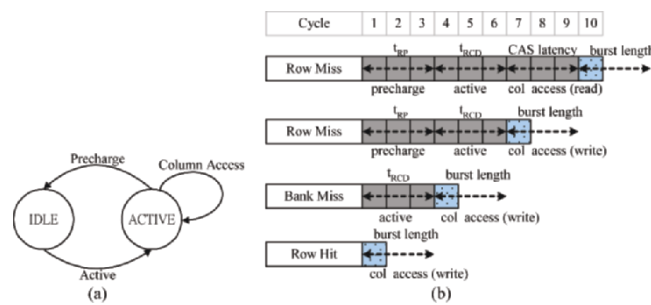 Cycle 1 2 3 4 5 6 7 8 9 10
tRP tRCD CAS latency burst length
Row Miss
precharge active col access (read)
tRP tRCD burst length
Row Miss
precharge active col access (write)
tRCD burst length
Bank Miss
active col access (write)
burst length
Row Hit
col access (write)
(b)
Precharge
Column Access
IDLE
ACTIVE
Active
(a)